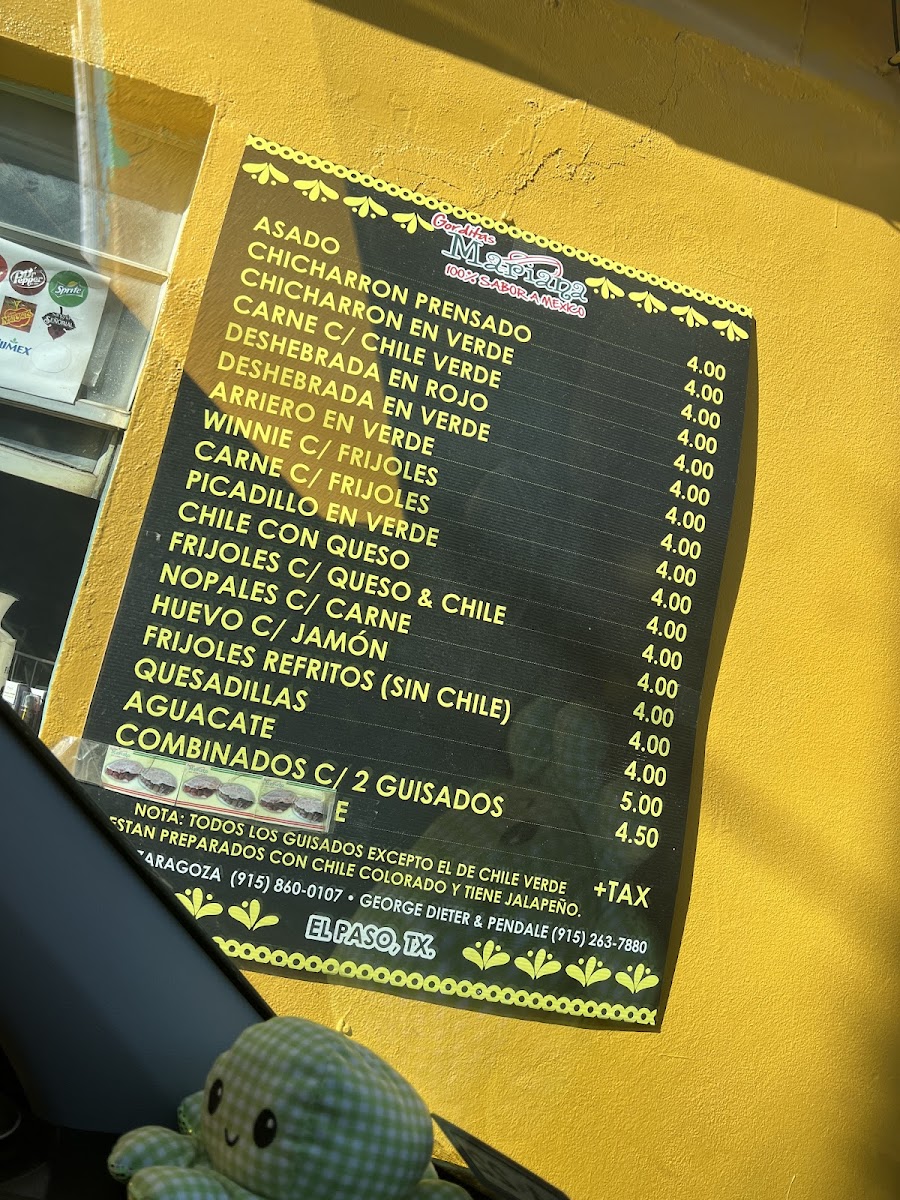 Gorditas
Mariana
100% SABOR A MEXICO
ASADO 4.00
CHICHARRON PRENSADO 4.00
CHICHARRON EN VERDE 4.00
CARNE C/ CHILE VERDE 4.00
DESHEBRADA EN ROJO 4.00
DESHEBRADA EN VERDE 4.00
ARRIERO EN VERDE 4.00
WINNIE C/ FRIJOLES 4.00
CARNE C/ FRIJOLES 4.00
PICADILLO EN VERDE 4.00
CHILE CON QUESO 4.00
FRIJOLES C/ QUESO & CHILE 4.00
NOPALES C/ CARNE 4.00
HUEVO C/ JAMÓN 4.00
FRIJOLES REFRITOS (SIN CHILE) 4.00
QUESADILLAS 4.00
AGUACATE 5.00
COMBINADOS C/ 2 GUISADOS 4.50
+TAX
NOTA: TODOS LOS GUISADOS EXCEPTO EL DE CHILE VERDE
ESTAN PREPARADOS CON CHILE COLORADO Y TIENE JALAPEÑO.
ZARAGOZA (915) 860-0107 • GEORGE DIETER & PENDALE (915) 263-7880
EL PASO, TX.
Dr Pepper
Sprite